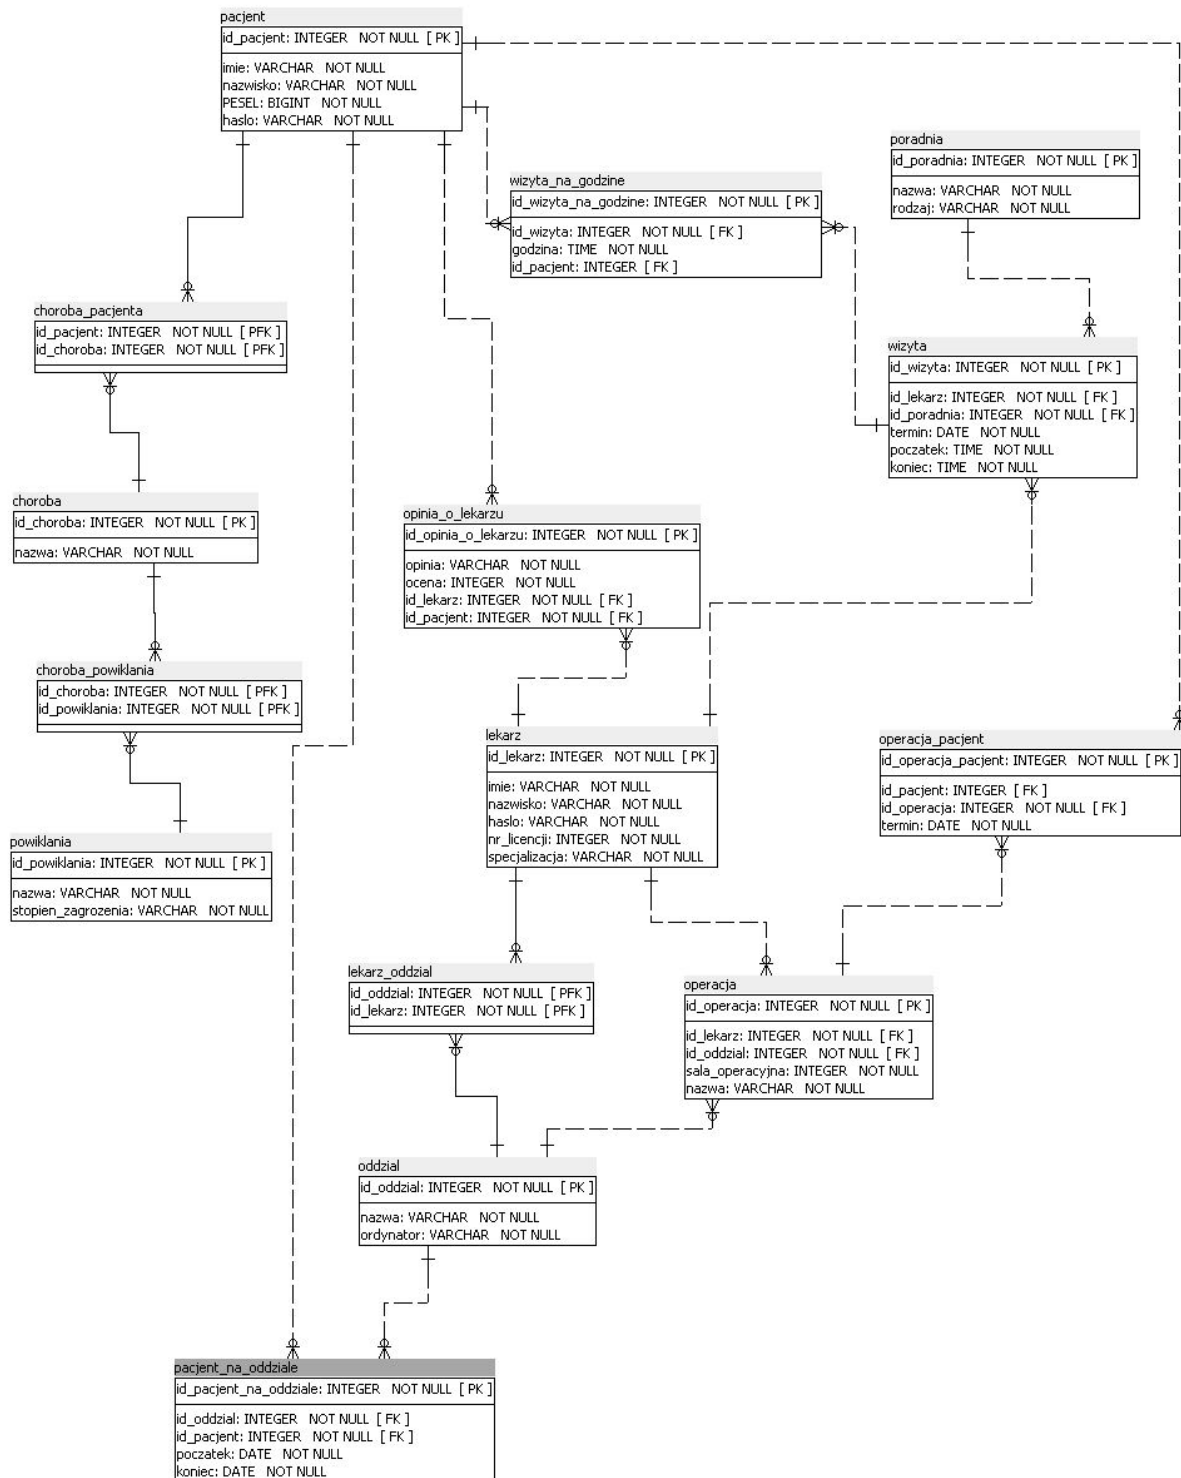 pacjent
id_pacjent: INTEGER NOT NULL [ PK ]
imie: VARCHAR NOT NULL
nazwisko: VARCHAR NOT NULL
PESEL: BIGINT NOT NULL
haslo: VARCHAR NOT NULL
poradnia
id_poradnia: INTEGER NOT NULL [ PK ]
nazwa: VARCHAR NOT NULL
rodzaj: VARCHAR NOT NULL
wizyta_na_godzine
id_wizyta_na_godzine: INTEGER NOT NULL [ PK ]
id_wizyta: INTEGER NOT NULL [ FK ]
godzina: TIME NOT NULL
id_pacjent: INTEGER [ FK ]
choroba_pacjenta
id_pacjent: INTEGER NOT NULL [ PFK ]
id_choroba: INTEGER NOT NULL [ PFK ]
wizyta
id_wizyta: INTEGER NOT NULL [ PK ]
id_lekarz: INTEGER NOT NULL [ FK ]
id_poradnia: INTEGER NOT NULL [ FK ]
termin: DATE NOT NULL
poczatek: TIME NOT NULL
koniec: TIME NOT NULL
choroba
id_choroba: INTEGER NOT NULL [ PK ]
nazwa: VARCHAR NOT NULL
opinia_o_lekarzu
id_opinia_o_lekarzu: INTEGER NOT NULL [ PK ]
opinia: VARCHAR NOT NULL
ocena: INTEGER NOT NULL
id_lekarz: INTEGER NOT NULL [ FK ]
id_pacjent: INTEGER NOT NULL [ FK ]
choroba_powiklania
id_choroba: INTEGER NOT NULL [ PFK ]
id_powiklania: INTEGER NOT NULL [ PFK ]
lekarz
id_lekarz: INTEGER NOT NULL [ PK ]
imie: VARCHAR NOT NULL
nazwisko: VARCHAR NOT NULL
haslo: VARCHAR NOT NULL
nr_licencji: INTEGER NOT NULL
specjalizacja: VARCHAR NOT NULL
operacja_pacjent
id_operacja_pacjent: INTEGER NOT NULL [ PK ]
id_pacjent: INTEGER [ FK ]
id_operacja: INTEGER NOT NULL [ FK ]
termin: DATE NOT NULL
powiklania
id_powiklania: INTEGER NOT NULL [ PK ]
nazwa: VARCHAR NOT NULL
stopien_zagrozenia: VARCHAR NOT NULL
lekarz_oddzial
id_oddzial: INTEGER NOT NULL [ PFK ]
id_lekarz: INTEGER NOT NULL [ PFK ]
operacja
id_operacja: INTEGER NOT NULL [ PK ]
id_lekarz: INTEGER NOT NULL [ FK ]
id_oddzial: INTEGER NOT NULL [ FK ]
sala_operacyjna: INTEGER NOT NULL
nazwa: VARCHAR NOT NULL
oddzial
id_oddzial: INTEGER NOT NULL [ PK ]
nazwa: VARCHAR NOT NULL
ordynator: VARCHAR NOT NULL
pacjent_na_oddziale
id_pacjent_na_oddziale: INTEGER NOT NULL [ PK ]
id_oddzial: INTEGER NOT NULL [ FK ]
id_pacjent: INTEGER NOT NULL [ FK ]
poczatek: DATE NOT NULL
koniec: DATE NOT NULL